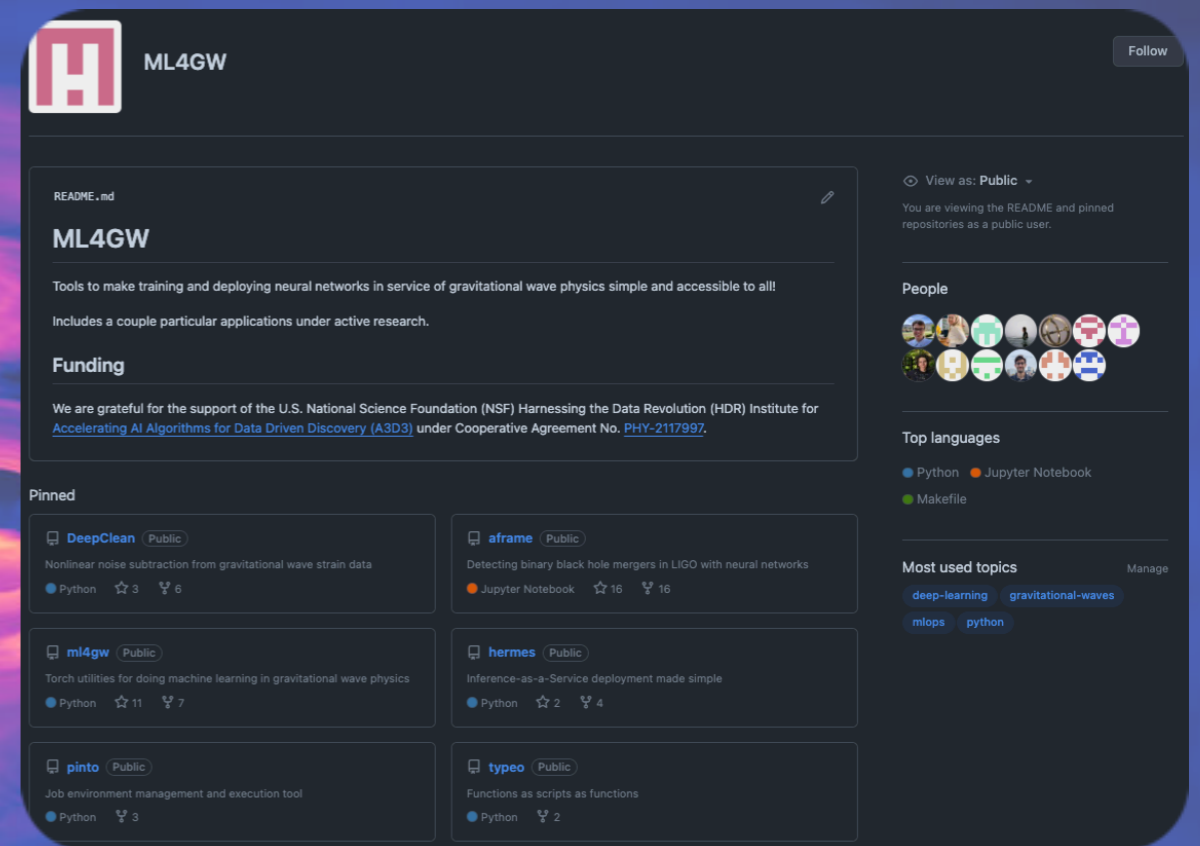 ML4GW
Follow
README.md
ML4GW
Tools to make training and deploying neural networks in service of gravitational wave physics simple and accessible to all!
Includes a couple particular applications under active research.
Funding
We are grateful for the support of the U.S. National Science Foundation (NSF) Harnessing the Data Revolution (HDR) Institute for
Accelerating AI Algorithms for Data Driven Discovery (A3D3) under Cooperative Agreement No. PHY-2117997.
Pinned
DeepClean Public
Nonlinear noise subtraction from gravitational wave strain data
Python 3 6
aframe Public
Detecting binary black hole mergers in LIGO with neural networks
Jupyter Notebook 16 16
ml4gw Public
Torch utilities for doing machine learning in gravitational wave physics
Python 11 7
hermes Public
Inference-as-a-Service deployment made simple
Python 2 4
pinto Public
Job environment management and execution tool
Python 3
typeo Public
Functions as scripts as functions
Python 2
View as: Public
You are viewing the README and pinned
repositories as a public user.
People
Top languages
Python Jupyter Notebook
Makefile
Most used topics Manage
deep-learning gravitational-waves
mlops python